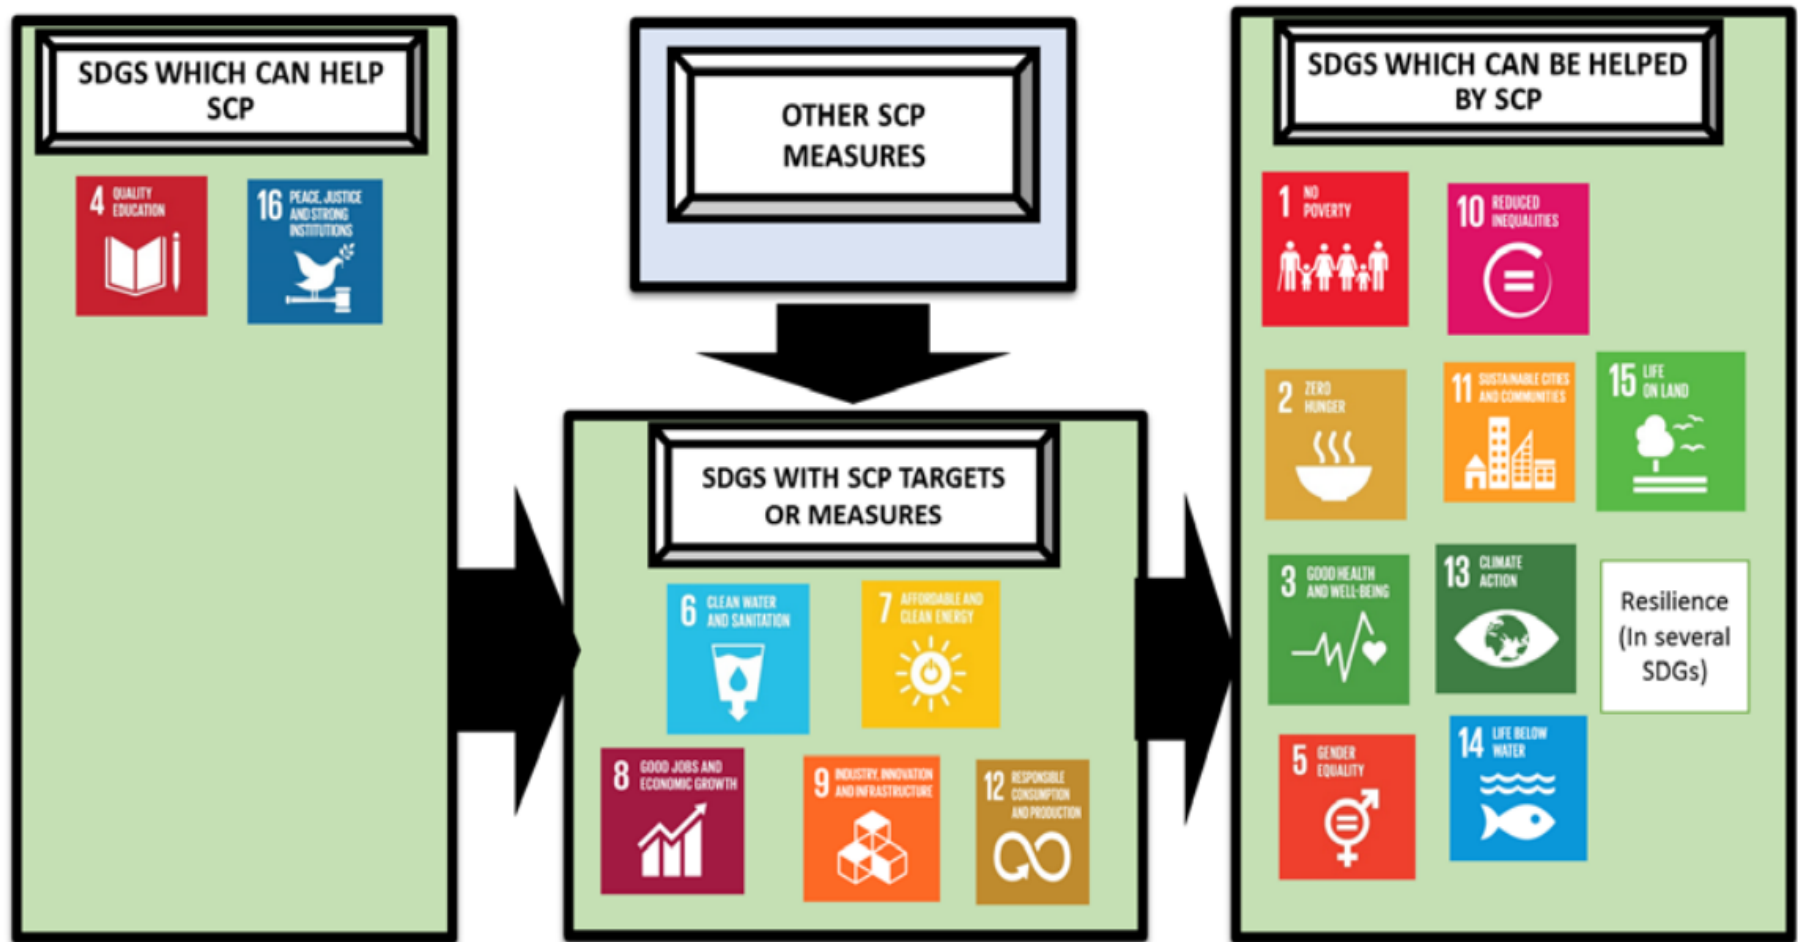 SDGS WHICH CAN HELP
SCP
4 QUALITY
EDUCATION
16 PEACE, JUSTICE
AND STRONG
INSTITUTIONS
OTHER SCP
MEASURES
SDGS WITH SCP TARGETS
OR MEASURES
6 CLEAN WATER
AND SANITATION
7 AFFORDABLE AND
CLEAN ENERGY
8 GOOD JOBS AND
ECONOMIC GROWTH
9 INDUSTRY, INNOVATION
AND INFRASTRUCTURE
12 RESPONSIBLE
CONSUMPTION
AND PRODUCTION
SDGS WHICH CAN BE HELPED
BY SCP
1 NO
POVERTY
10 REDUCED
INEQUALITIES
2 ZERO
HUNGER
11 SUSTAINABLE CITIES
AND COMMUNITIES
15 LIFE
ON LAND
3 GOOD HEALTH
AND WELL-BEING
13 CLIMATE
ACTION
Resilience
(In several
SDGs)
5 GENDER
EQUALITY
14 LIFE BELOW
WATER